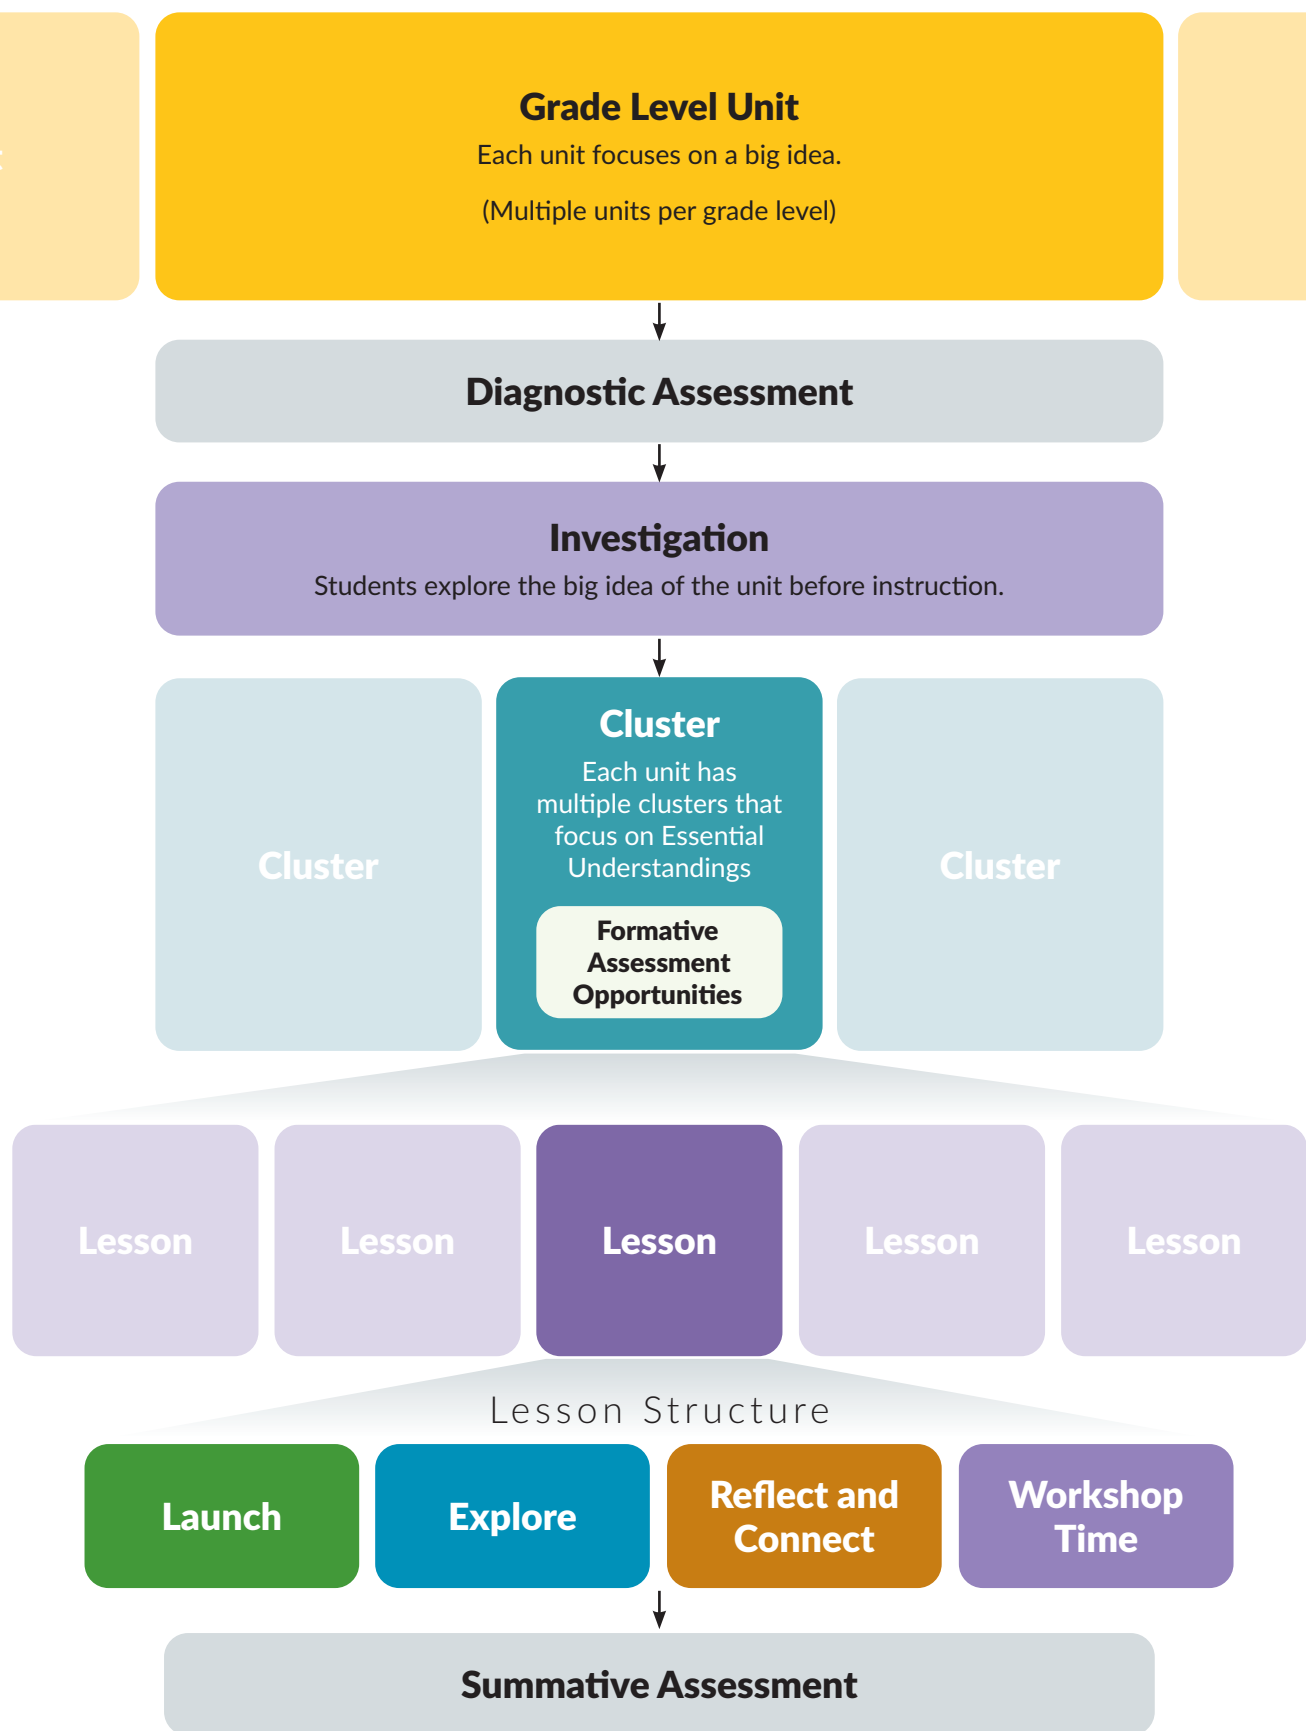 Grade Level Unit
Each unit focuses on a big idea.
(Multiple units per grade level)
Diagnostic Assessment
Investigation
Students explore the big idea of the unit before instruction.
Cluster
Cluster
Each unit has
multiple clusters that
focus on Essential
Understandings
Formative
Assessment
Opportunities
Cluster
Lesson
Lesson
Lesson
Lesson
Lesson
Lesson Structure
Launch
Explore
Reflect and
Connect
Workshop
Time
Summative Assessment